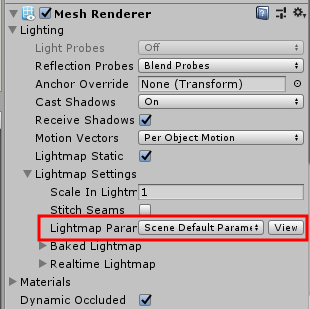 Mesh Renderer
Lighting
Light Probes Off
Reflection Probes Blend Probes
Anchor Override None (Transform)
Cast Shadows On
Receive Shadows
Motion Vectors Per Object Motion
Lightmap Static
Lightmap Settings
Scale In Lightm 1
Stitch Seams
Lightmap Paran Scene Default Parame View
Baked Lightmap
Realtime Lightmap
Materials
Dynamic Occluded